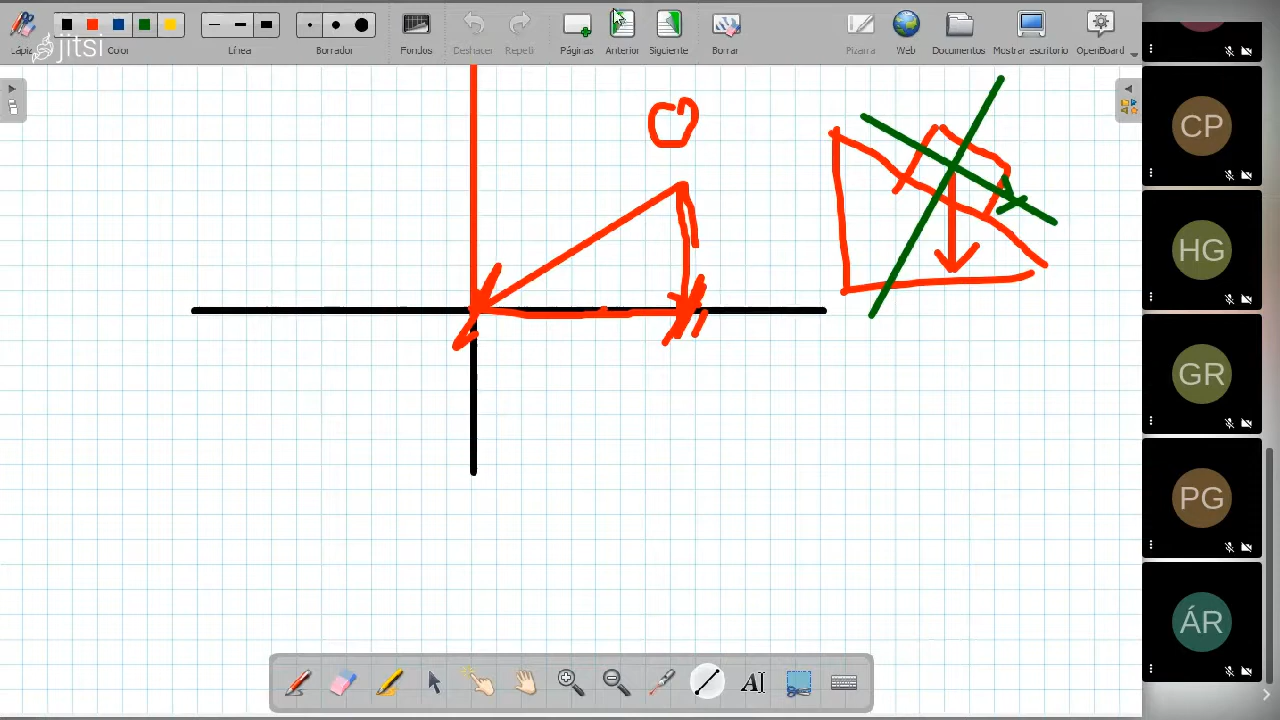 Lápiz
Color
Línea
Borrador
Fondos
Deshacer
Repetir
Páginas
Anterior
Siguiente
Borrar
Pizarra
Web
Documentos
Mostrar escritorio
OpenBoard
jitsi
CP
HG
GR
PG
ÁR